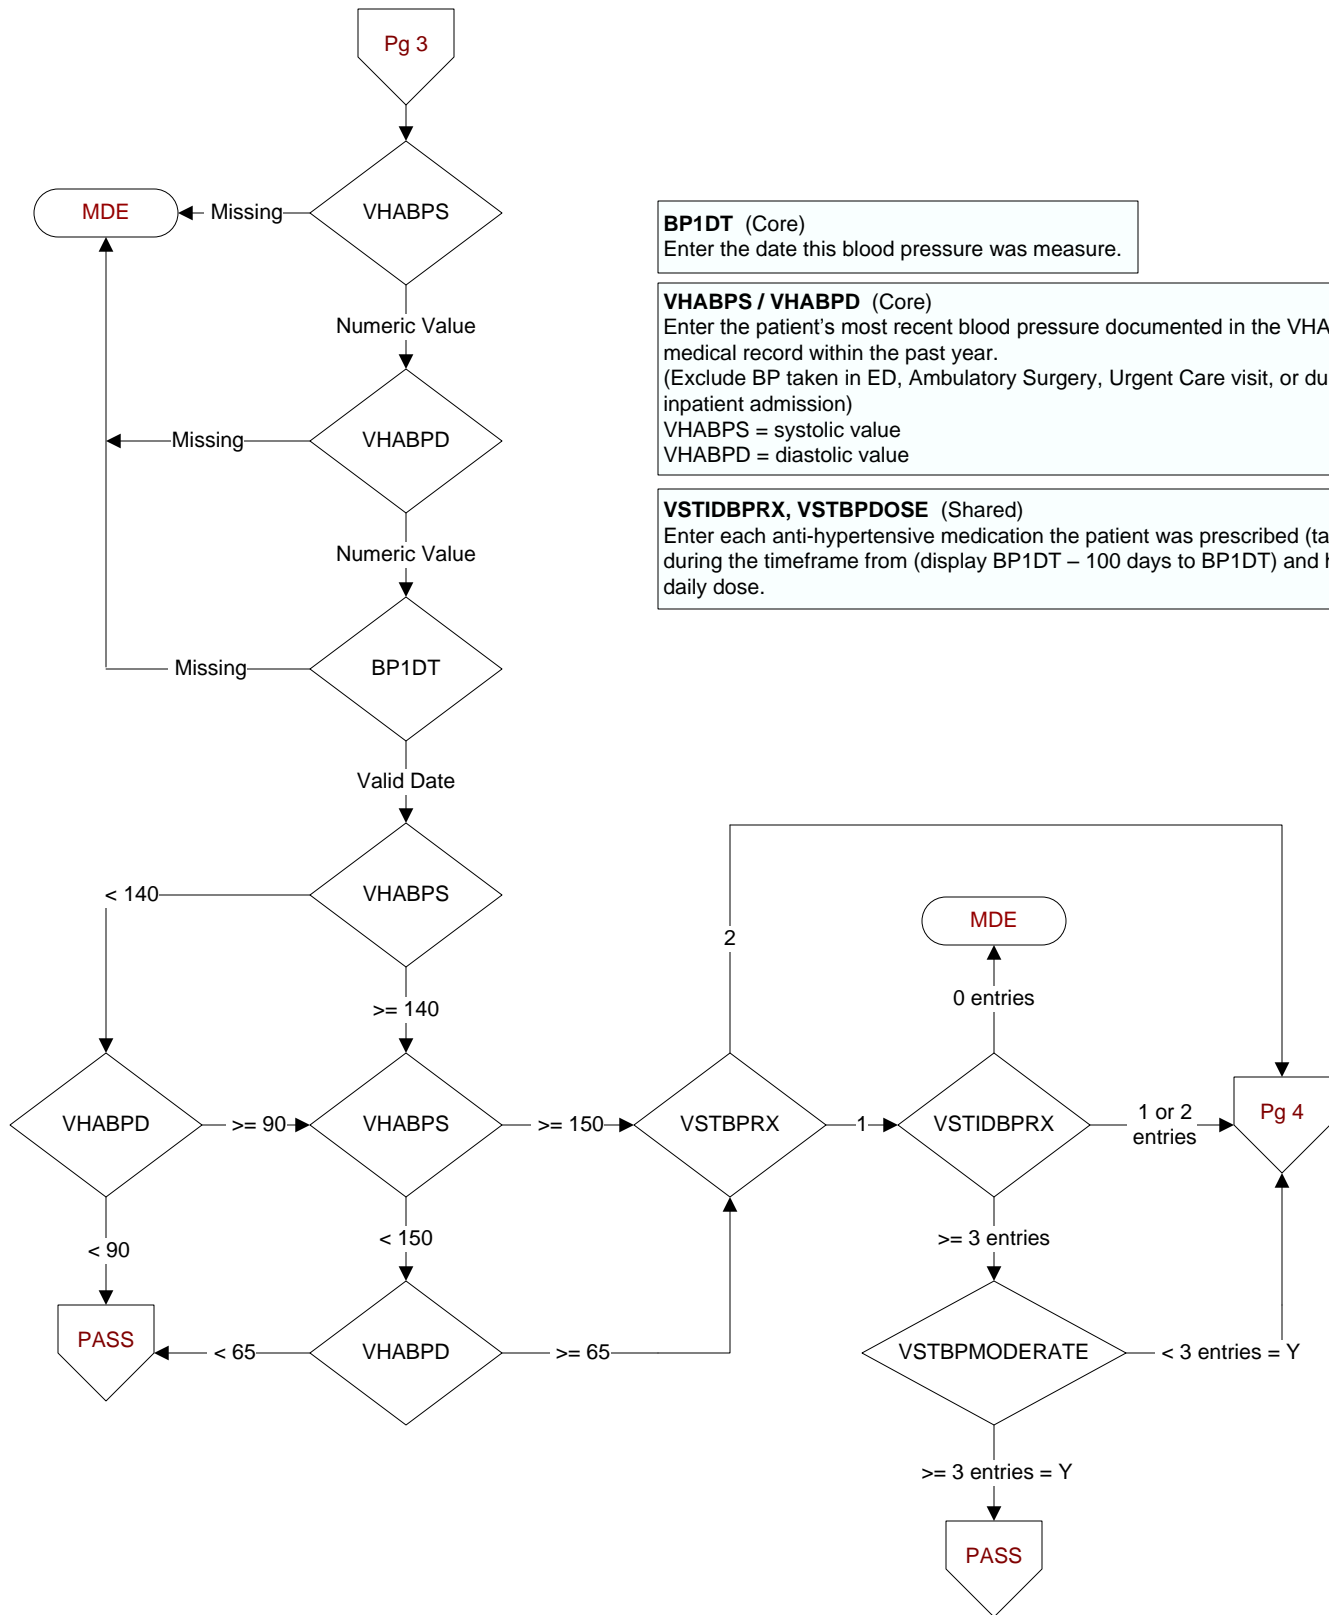 Pg 3
VHABPS
Missing
MDE
Numeric Value
VHABPD
Missing
Numeric Value
BP1DT
Missing
Valid Date
BP1DT (Core)
Enter the date this blood pressure was measure.
VHABPS / VHABPD (Core)
Enter the patient's most recent blood pressure documented in the VHA
medical record within the past year.
(Exclude BP taken in ED, Ambulatory Surgery, Urgent Care visit, or du
inpatient admission)
VHABPS = systolic value
VHABPD = diastolic value
VSTIDBPRX, VSTBPDOSE (Shared)
Enter each anti-hypertensive medication the patient was prescribed (ta
during the timeframe from (display BP1DT – 100 days to BP1DT) and
daily dose.
VHABPS
< 140
>= 140
2
MDE
0 entries
VHABPD
>= 90
VHABPS
>= 150
VSTBPRX
1
VSTIDBPRX
1 or 2
entries
Pg 4
< 90
< 150
>= 3 entries
PASS
< 65
VHABPD
>= 65
VSTBPMODERATE
< 3 entries = Y
>= 3 entries = Y
PASS